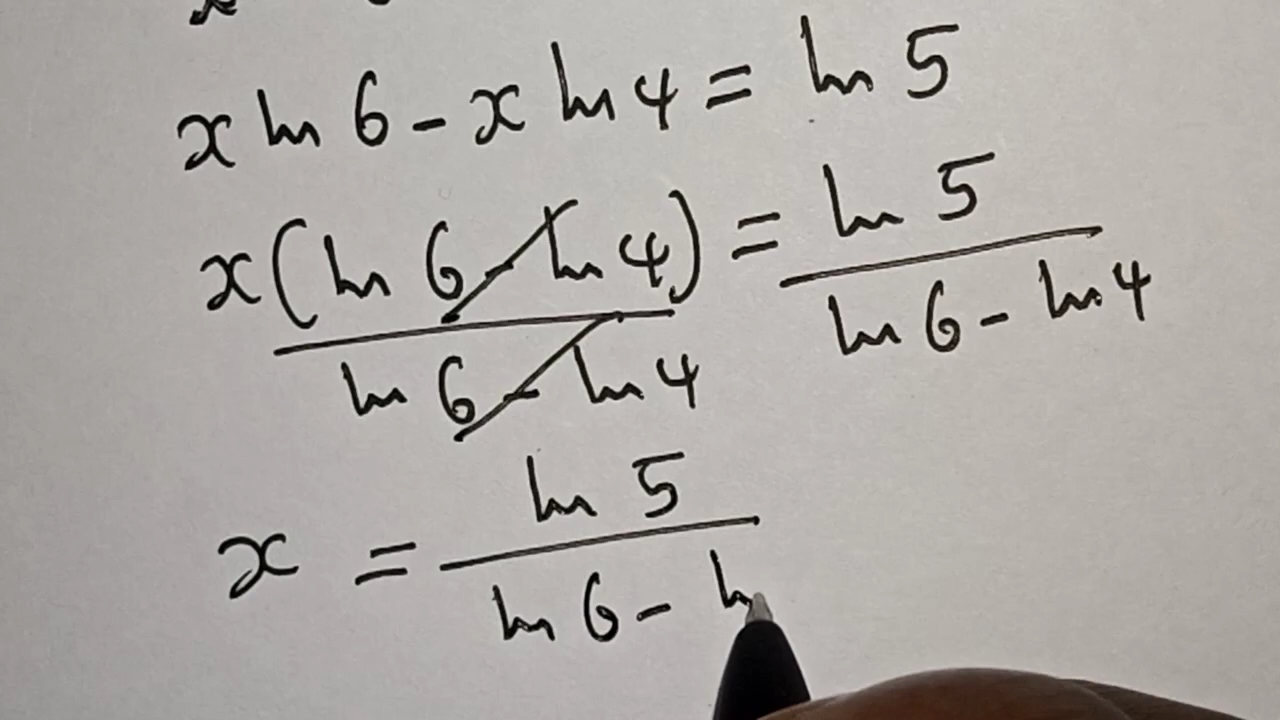 x ln 6 - x ln 4 = ln 5
x(ln 6 - ln 4) / ln 6 - ln 4 = ln 5 / ln 6 - ln 4
x = ln 5 / ln 6 - l